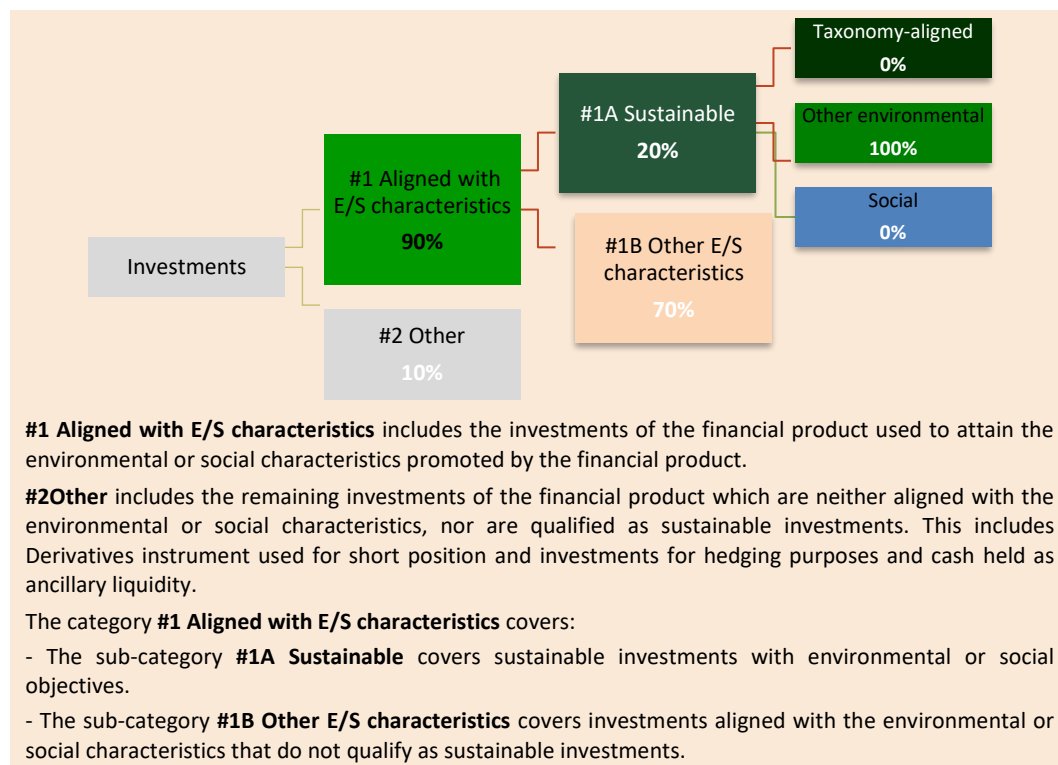 Taxonomy-aligned
0%
#1A Sustainable
20%
Other environmental
100%
#1 Aligned with
E/S characteristics
90%
Social
0%
#1B Other E/S
characteristics
70%
Investments
#2 Other
10%
#1 Aligned with E/S characteristics includes the investments of the financial product used to attain the
environmental or social characteristics promoted by the financial product.
#2Other includes the remaining investments of the financial product which are neither aligned with the
environmental or social characteristics, nor are qualified as sustainable investments. This includes
Derivatives instrument used for short position and investments for hedging purposes and cash held as
ancillary liquidity.
The category #1 Aligned with E/S characteristics covers:
- The sub-category #1A Sustainable covers sustainable investments with environmental or social
objectives.
- The sub-category #1B Other E/S characteristics covers investments aligned with the environmental or
social characteristics that do not qualify as sustainable investments.